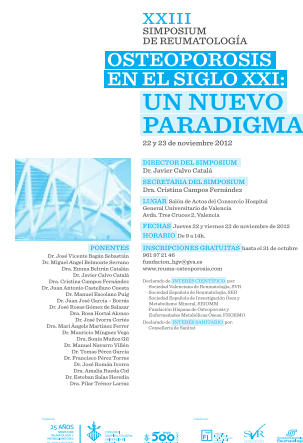 XXIII
SIMPOSIUM
DE REUMATOLOGÍA
OSTEOPOROSIS
EN EL SIGLO XXI:
UN NUEVO
PARADIGMA
22 y 23 de noviembre 2012
DIRECTOR DEL SIMPOSIUM
Dr. Javier Calvo Catalá
SECRETARIA DEL SIMPOSIUM
Dra. Cristina Campos Fernández
LUGAR Salón de Actos del Consorcio Hospital
General Universitario de Valencia
Avda. Tres Cruces 2, Valencia
FECHAS Jueves 22 y viernes 23 de noviembre de 2012
HORARIO De 9 a 14h.
INSCRIPCIONES GRATUITAS hasta el 21 de octubre
961 97 21 46
fundacion_hgv@gva.es
www.reuma-osteoporosis.com
Declarado de INTERÉS CIENTÍFICO por:
Sociedad Valenciana de Reumatología, SVR
Sociedad Española de Reumatología, SER
Sociedad Española de Investigación Ósea y
Metabolismo Mineral, SEIOMM
Fundación Hispana de Osteoporosis y
Enfermedades Metabólicas Óseas, FHOEMO
Declarado de INTERÉS SANITARIO por:
Conselleria de Sanitat
PONENTES
Dr. José Vicente Bagán Sebastián
Dr. Miguel Ángel Belmonte Serrano
Dra. Emma Beltrán Catalán
Dr. Javier Calvo Catalá
Dra. Cristina Campos Fernández
Dr. Juan Antonio Castellano Cuesta
Dr. Manuel Escolano Puig
Dr. Juan José García - Borrás
Dr. José Rosas Gómez de Salazar
Dra. Rosa Hortal Alonso
Dr. José Ivorra Cortés
Dra. Mari Ángels Martínez Ferrer
Dr. Mauricio Mínguez Vega
Dra. Sonia Muñoz Gil
Dr. Manuel Navarro Villén
Dr. Tomás Pérez García
Dr. Francisco Pérez Torres
Dr. José Román Ivorra
Dra. Amalia Rueda Cid
Dr. Esteban Salas Heredia
Dra. Pilar Trénor Larraz
25 AÑOS
500
SVR